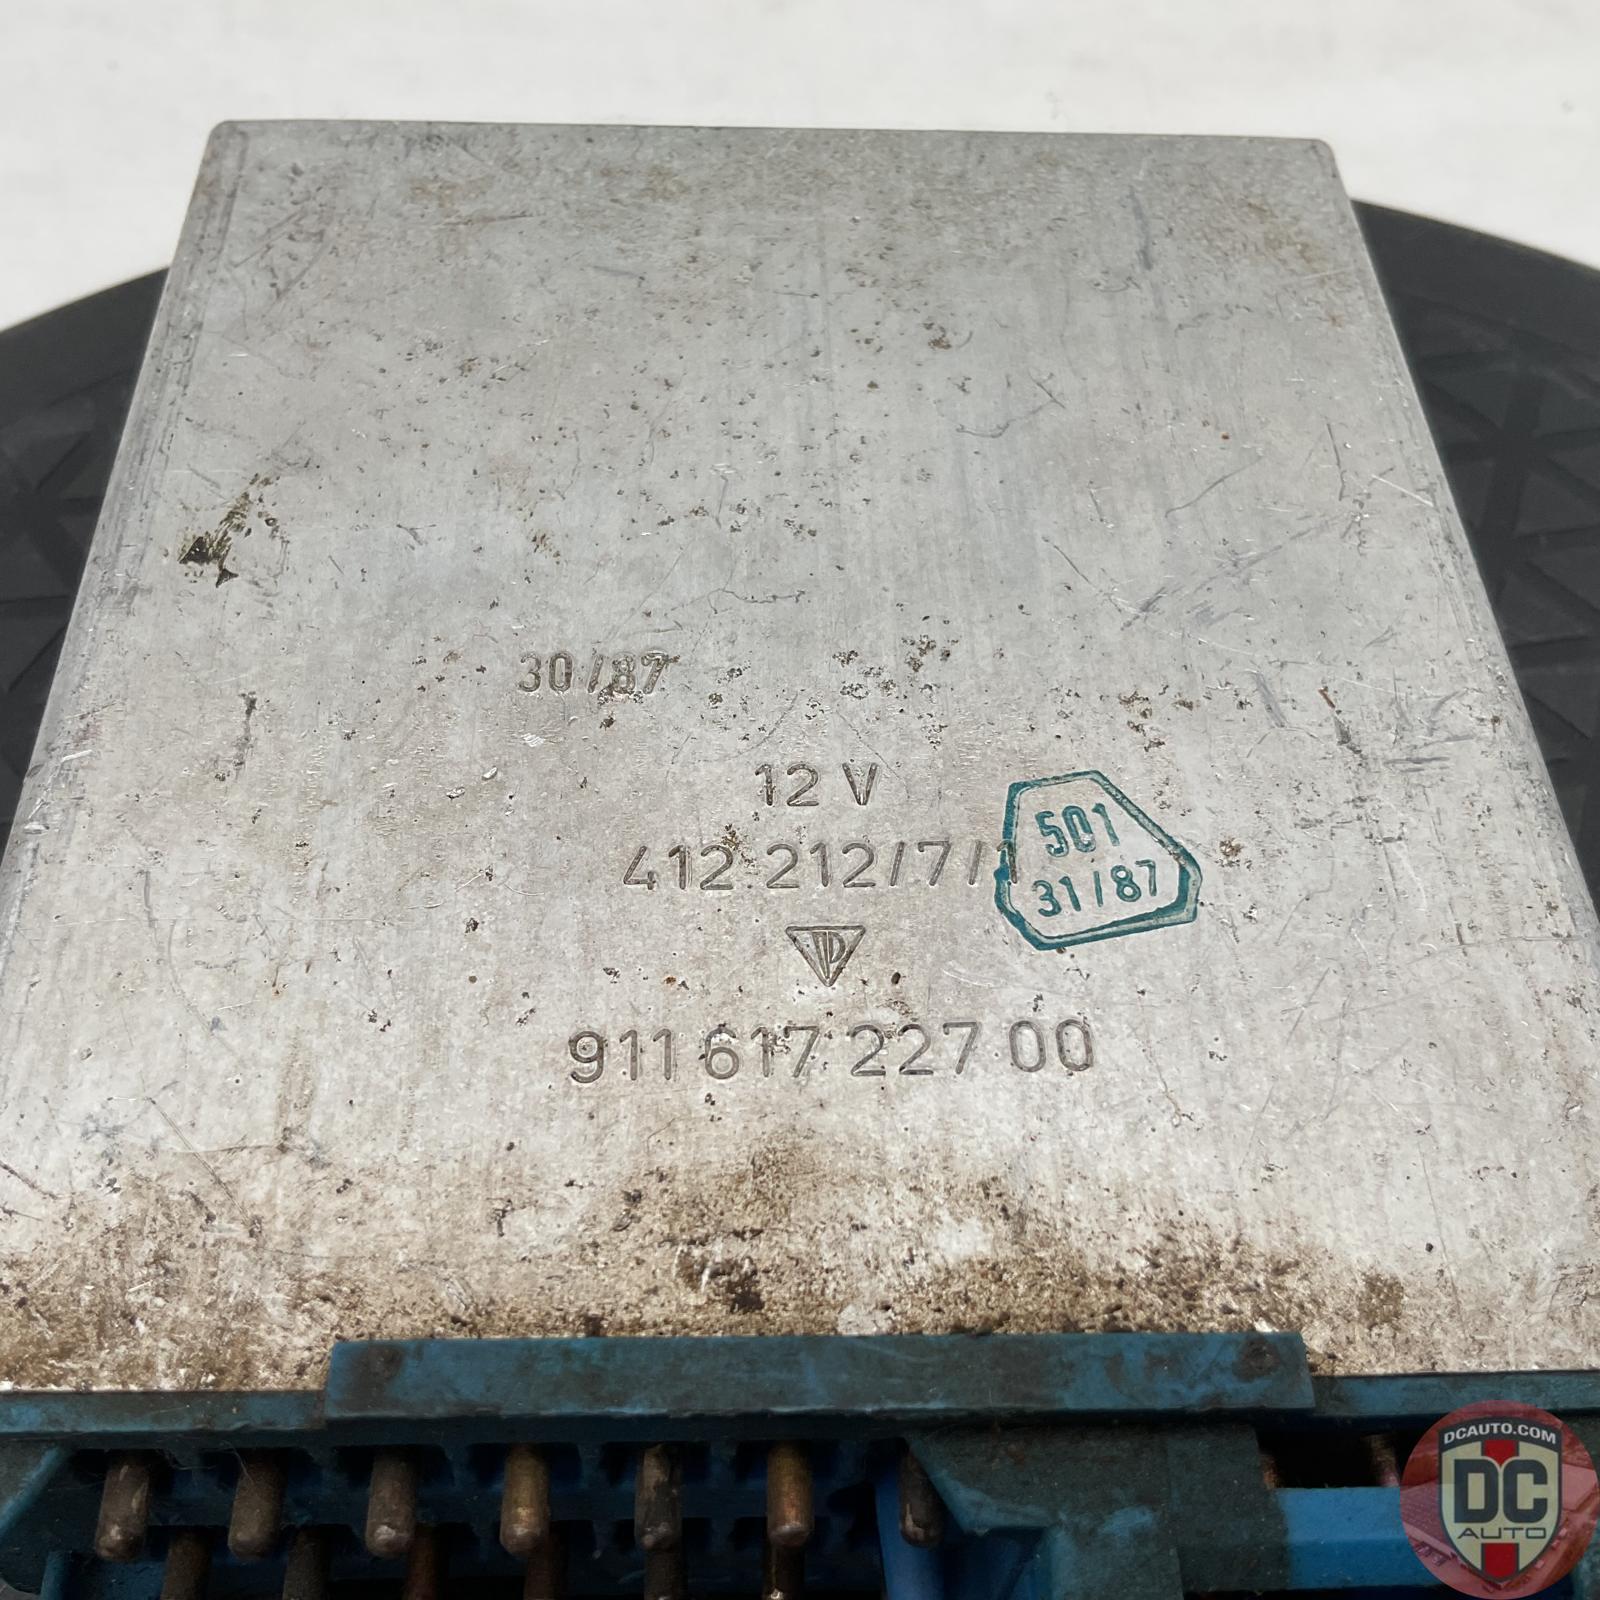 30/87
12 V
412.212/7/1
501
31/87
911 617 227 00
DCAUTO.COM
DC
AUTO